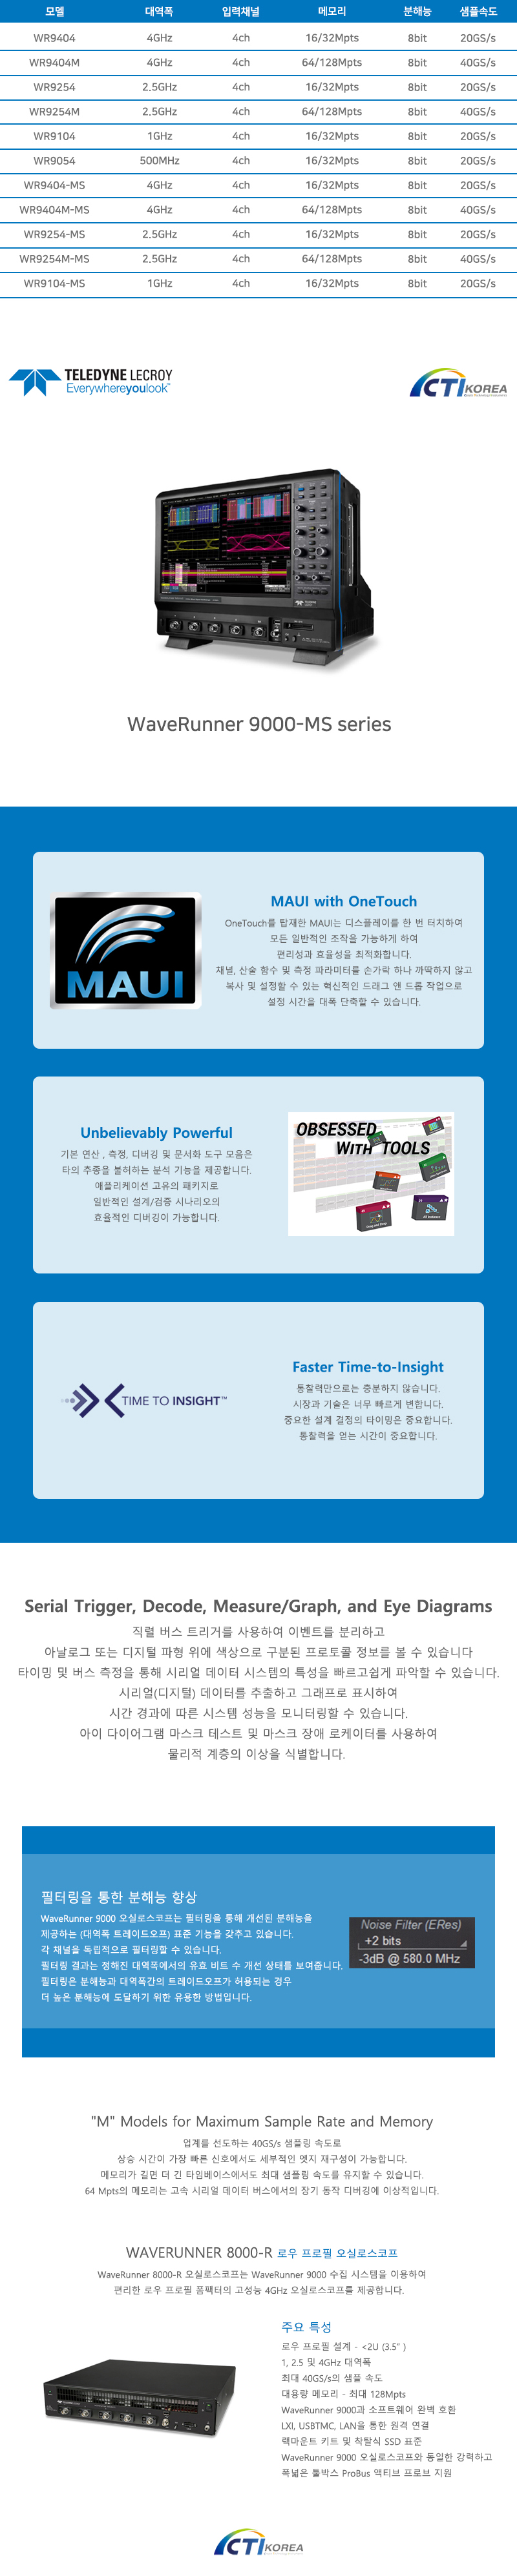 모델 대역폭 입력채널 메모리 분해능 샘플속도
WR9404 4GHz 4ch 16/32Mpts 8bit 20GS/s
WR9404M 4GHz 4ch 64/128Mpts 8bit 40GS/s
WR9254 2.5GHz 4ch 16/32Mpts 8bit 20GS/s
WR9254M 2.5GHz 4ch 64/128Mpts 8bit 40GS/s
WR9104 1GHz 4ch 16/32Mpts 8bit 20GS/s
WR9054 500MHz 4ch 16/32Mpts 8bit 20GS/s
WR9404-MS 4GHz 4ch 16/32Mpts 8bit 20GS/s
WR9404M-MS 4GHz 4ch 64/128Mpts 8bit 40GS/s
WR9254-MS 2.5GHz 4ch 16/32Mpts 8bit 20GS/s
WR9254M-MS 2.5GHz 4ch 64/128Mpts 8bit 40GS/s
WR9104-MS 1GHz 4ch 16/32Mpts 8bit 20GS/s
TELEDYNE LECROY
Everywhereyoulook™
CTI KOREA
WaveRunner 9000-MS series
MAUI
MAUI with OneTouch
OneTouch를 탑재한 MAUI는 디스플레이를 한 번 터치하여
모든 일반적인 조작을 가능하게 하여
편리성과 효율성을 최적화합니다.
채널, 산술 함수 및 측정 파라미터를 손가락 하나 까딱하지 않고
복사 및 설정할 수 있는 혁신적인 드래그 앤 드롭 작업으로
설정 시간을 대폭 단축할 수 있습니다.
Unbelievably Powerful
기본 연산 , 측정, 디버깅 및 문서화 도구 모음은
타의 추종을 불허하는 분석 기능을 제공합니다.
애플리케이션 고유의 패키지로
일반적인 설계/검증 시나리오의
효율적인 디버깅이 가능합니다.
OBSESSED
WITH TOOLS
TIME TO INSIGHT™
Faster Time-to-Insight
통찰력만으로는 충분하지 않습니다.
시장과 기술은 너무 빠르게 변합니다.
중요한 설계 결정의 타이밍은 중요합니다.
통찰력을 얻는 시간이 중요합니다.
Serial Trigger, Decode, Measure/Graph, and Eye Diagrams
직렬 버스 트리거를 사용하여 이벤트를 분리하고
아날로그 또는 디지털 파형 위에 색상으로 구분된 프로토콜 정보를 볼 수 있습니다
타이밍 및 버스 측정을 통해 시리얼 데이터 시스템의 특성을 빠르고쉽게 파악할 수 있습니다.
시리얼(디지털) 데이터를 추출하고 그래프로 표시하여
시간 경과에 따른 시스템 성능을 모니터링할 수 있습니다.
아이 다이어그램 마스크 테스트 및 마스크 장애 로케이터를 사용하여
물리적 계층의 이상을 식별합니다.
필터링을 통한 분해능 향상
WaveRunner 9000 오실로스코프는 필터링을 통해 개선된 분해능을
제공하는 (대역폭 트레이드오프) 표준 기능을 갖추고 있습니다.
각 채널을 독립적으로 필터링할 수 있습니다.
필터링 결과는 정해진 대역폭에서의 유효 비트 수 개선 상태를 보여줍니다.
필터링은 분해능과 대역폭간의 트레이드오프가 허용되는 경우
더 높은 분해능에 도달하기 위한 유용한 방법입니다.
Noise Filter (ERes)
+2 bits
-3dB @ 580.0 MHz
"M" Models for Maximum Sample Rate and Memory
업계를 선도하는 40GS/s 샘플링 속도로
상승 시간이 가장 빠른 신호에서도 세부적인 엣지 재구성이 가능합니다.
메모리가 길면 더 긴 타임베이스에서도 최대 샘플링 속도를 유지할 수 있습니다.
64 Mpts의 메모리는 고속 시리얼 데이터 버스에서의 장기 동작 디버깅에 이상적입니다.
WAVERUNNER 8000-R 로우 프로필 오실로스코프
WaveRunner 8000-R 오실로스코프는 WaveRunner 9000 수집 시스템을 이용하여
편리한 로우 프로필 폼팩터의 고성능 4GHz 오실로스코프를 제공합니다.
주요 특성
로우 프로필 설계 - <2U (3.5” )
1, 2.5 및 4GHz 대역폭
최대 40GS/s의 샘플 속도
대용량 메모리 - 최대 128Mpts
WaveRunner 9000과 소프트웨어 완벽 호환
LXI, USBTMC, LAN을 통한 원격 연결
랙마운트 키트 및 착탈식 SSD 표준
WaveRunner 9000 오실로스코프와 동일한 강력하고
폭넓은 툴박스 ProBus 액티브 프로브 지원
CTI KOREA